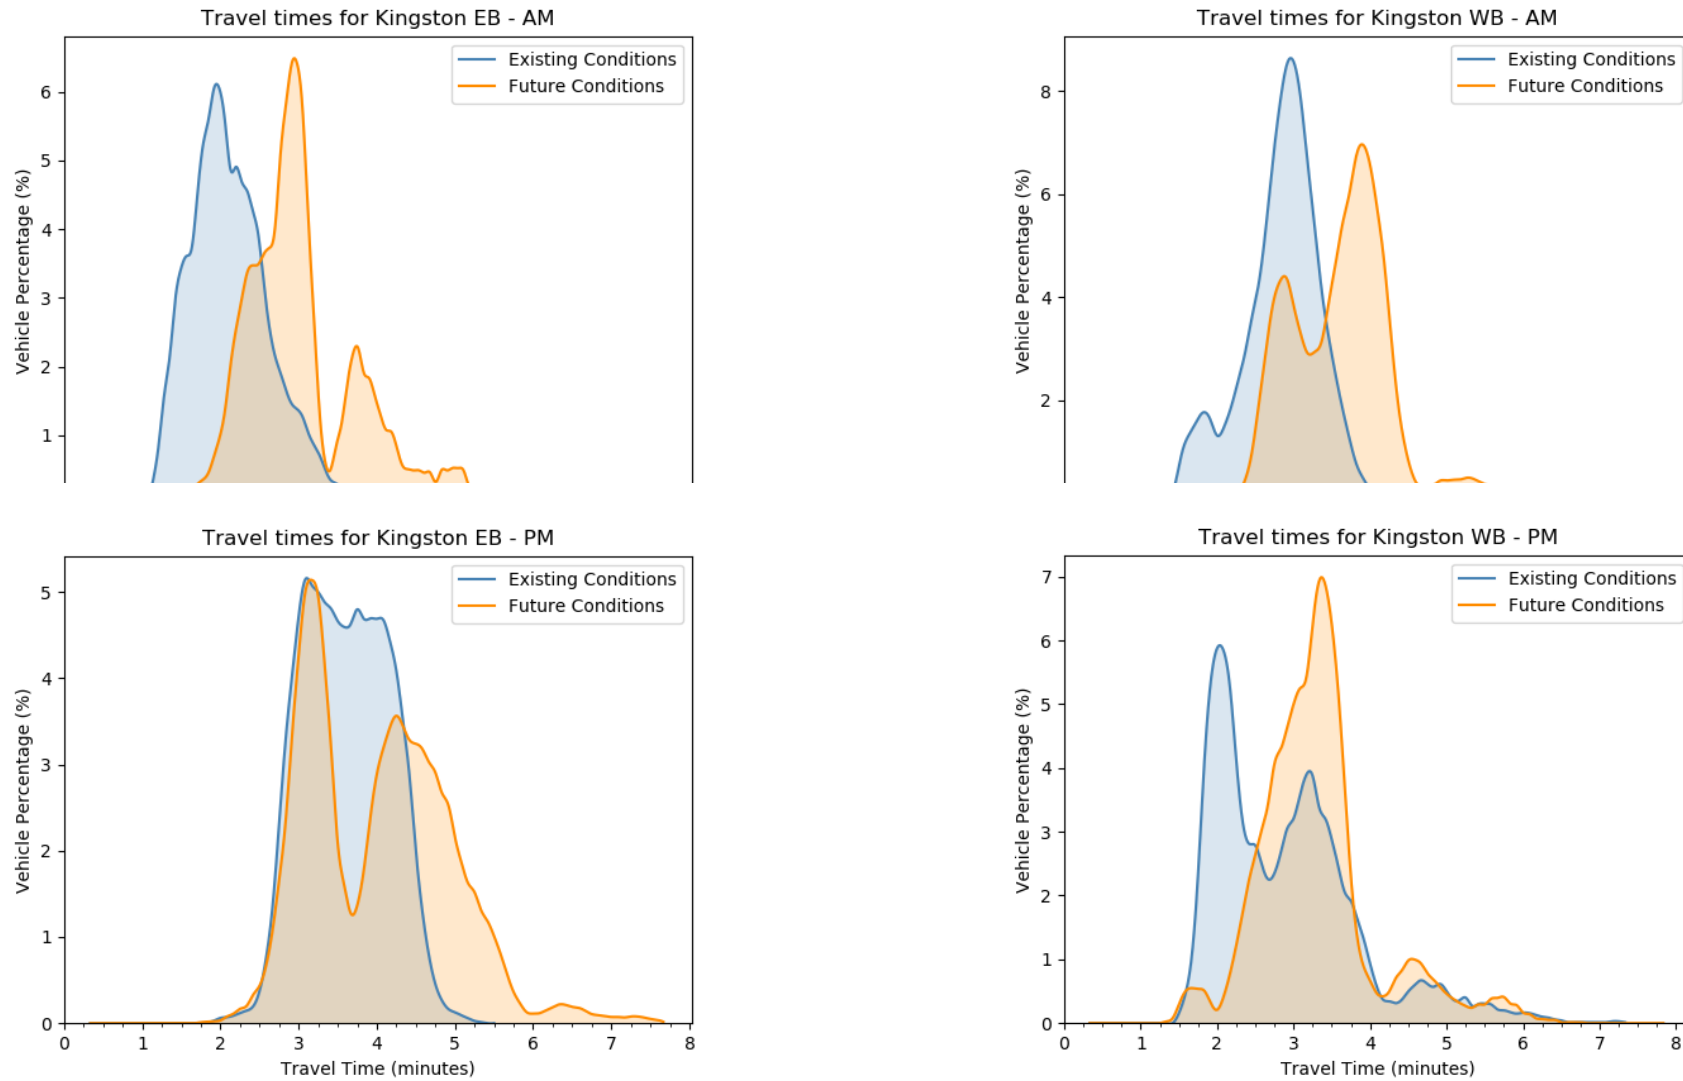 Travel times for Kingston EB - AM
Vehicle Percentage (%)
6
5
4
3
2
1
Existing Conditions
Future Conditions
Travel times for Kingston WB - AM
Vehicle Percentage (%)
8
6
4
2
Existing Conditions
Future Conditions
Travel times for Kingston EB - PM
Vehicle Percentage (%)
5
4
3
2
1
0
Existing Conditions
Future Conditions
0 1 2 3 4 5 6 7 8
Travel Time (minutes)
Travel times for Kingston WB - PM
Vehicle Percentage (%)
7
6
5
4
3
2
1
0
Existing Conditions
Future Conditions
0 1 2 3 4 5 6 7 8
Travel Time (minutes)